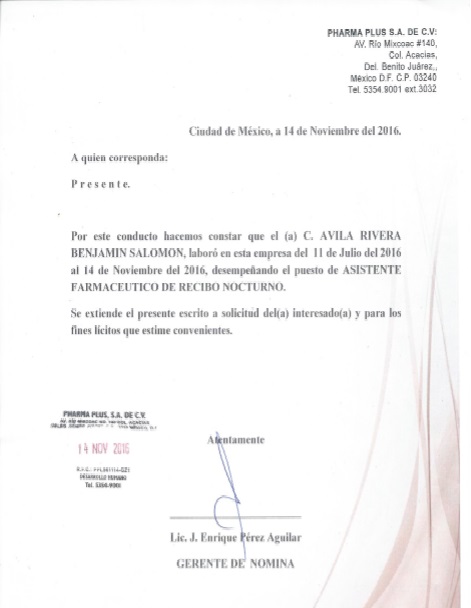 PHARMA PLUS S.A. DE C.V:
AV. Río Mixcoac #140,
Col. Acacias,
Del. Benito Juárez,,
México D.F. C.P. 03240
Tel. 5354.9001 ext.3032
Ciudad de México, a 14 de Noviembre del 2016.
A quien corresponda:
P r e s e n t e.
Por este conducto hacemos constar que el (a) C. AVILA RIVERA
BENJAMIN SALOMON, laboró en esta empresa del 11 de Julio del 2016
al 14 de Noviembre del 2016, desempeñando el puesto de ASISTENTE
FARMACEUTICO DE RECIBO NOCTURNO.
Se extiende el presente escrito a solicitud del(a) interesado(a) y para los
fines lícitos que estime convenientes.
PHARMA PLUS, S.A. DE C.V.
14 NOV 2016
DESARROLLO HUMANO
Tel. 5354-9001
Atentamente
Lic. J. Enrique Pérez Aguilar
GERENTE DE NOMINA